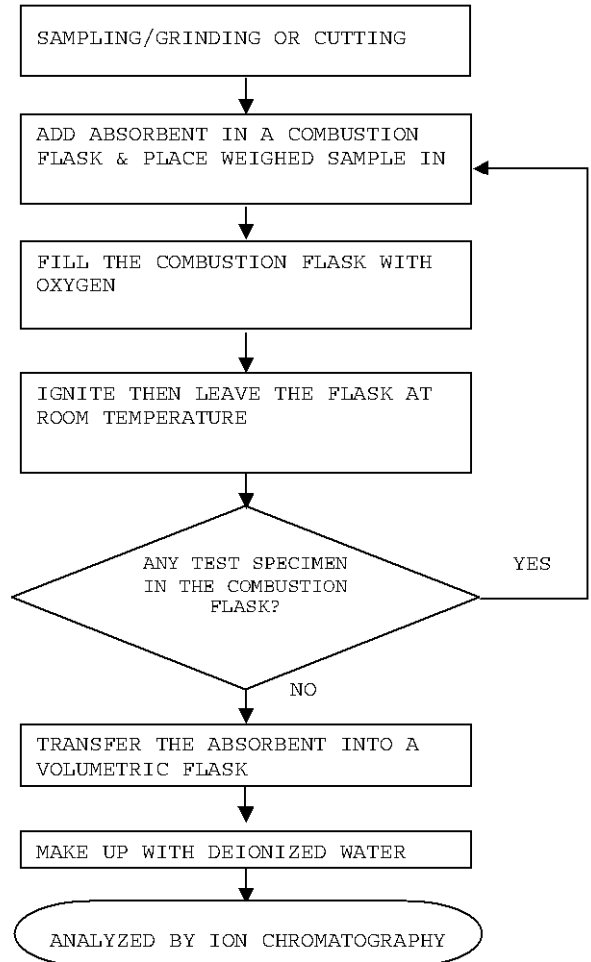 SAMPLING/GRINDING OR CUTTING
ADD ABSORBENT IN A COMBUSTION
FLASK & PLACE WEIGHED SAMPLE IN
FILL THE COMBUSTION FLASK WITH
OXYGEN
IGNITE THEN LEAVE THE FLASK AT
ROOM TEMPERATURE
ANY TEST SPECIMEN
IN THE COMBUSTION
FLASK?
YES
NO
TRANSFER THE ABSORBENT INTO A
VOLUMETRIC FLASK
MAKE UP WITH DEIONIZED WATER
ANALYZED BY ION CHROMATOGRAPHY